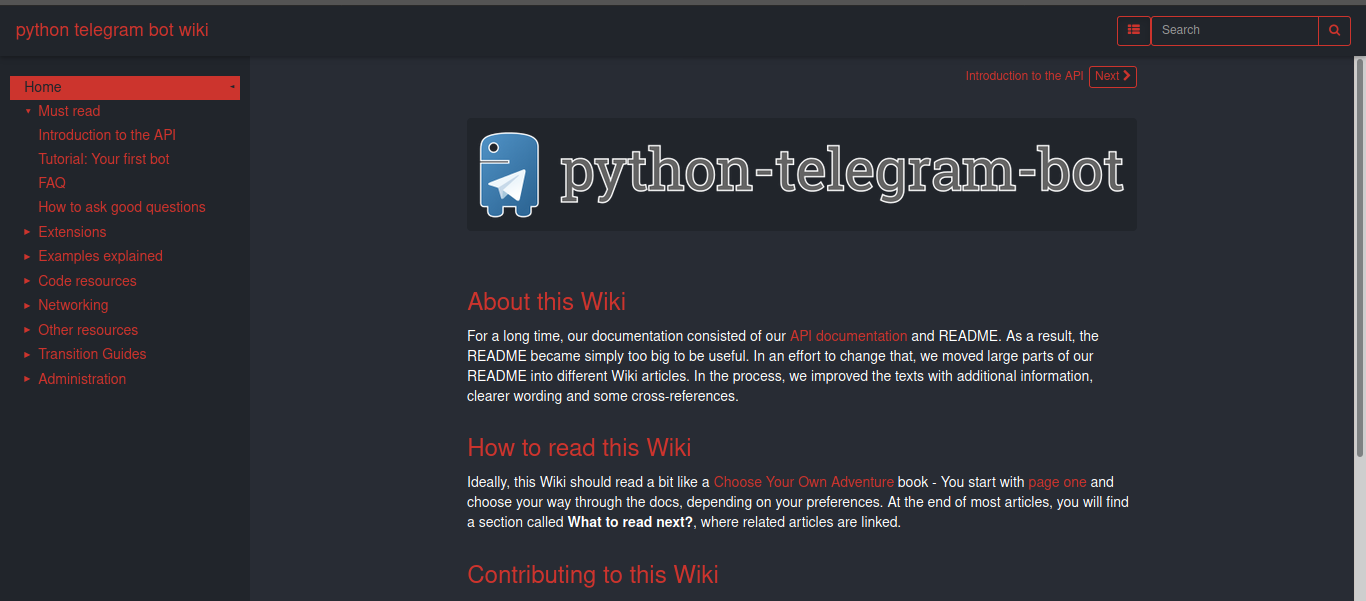 python telegram bot wiki
Search
Home
Must read
Introduction to the API
Tutorial: Your first bot
FAQ
How to ask good questions
Extensions
Examples explained
Code resources
Networking
Other resources
Transition Guides
Administration
Introduction to the API Next
python-telegram-bot
About this Wiki
For a long time, our documentation consisted of our API documentation and README. As a result, the
README became simply too big to be useful. In an effort to change that, we moved large parts of our
README into different Wiki articles. In the process, we improved the texts with additional information,
clearer wording and some cross-references.
How to read this Wiki
Ideally, this Wiki should read a bit like a Choose Your Own Adventure book - You start with page one and
choose your way through the docs, depending on your preferences. At the end of most articles, you will find
a section called What to read next?, where related articles are linked.
Contributing to this Wiki